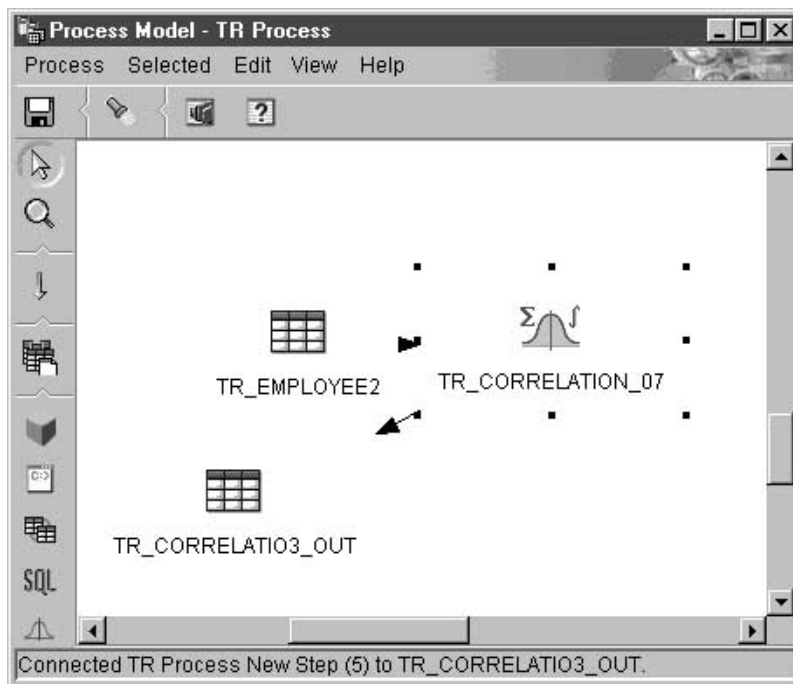 Process Model - TR Process
Process Selected Edit View Help
TR_EMPLOYEE2
TR_CORRELATION_07
TR_CORRELATIO3_OUT
SQL
Connected TR Process New Step (5) to TR_CORRELATIO3_OUT.